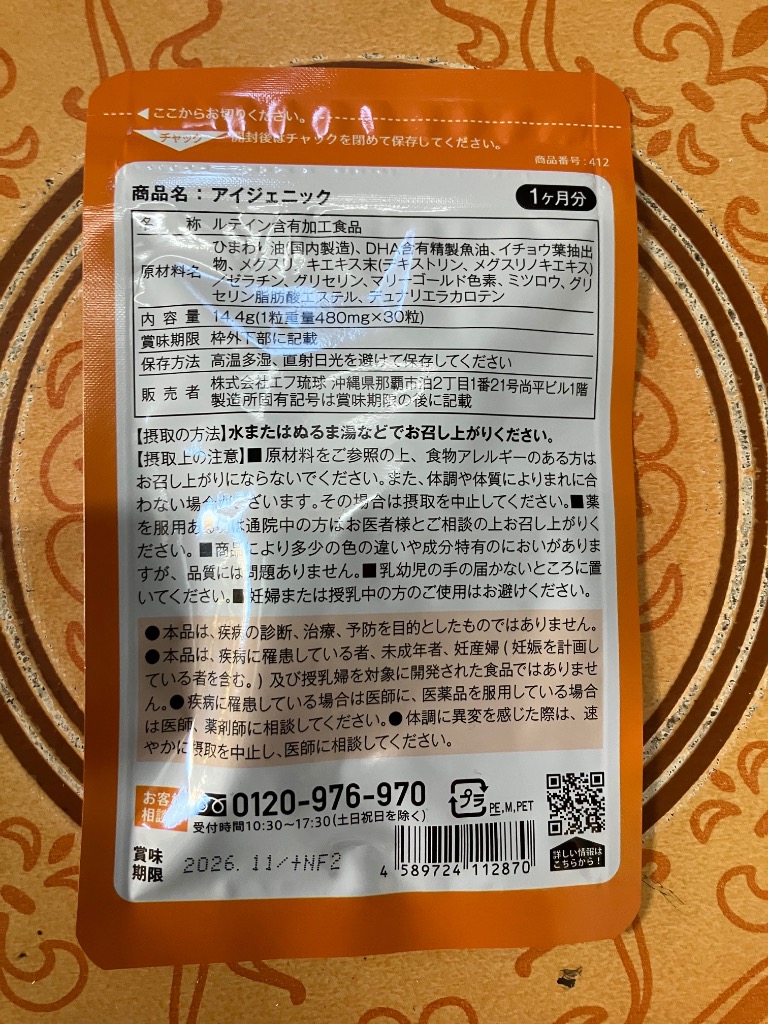 ◀ここからお切りください。
チャック 開封後はチャックを閉めて保存してください。
商品番号:412
商品名：アイジェニック 1ヶ月分
名称 ルテイン含有加工食品
原材料名 ひまわり油(国内製造)、DHA含有精製魚油、イチョウ葉抽出
物、メグスリノキエキス末(デキストリン、メグスリノキエキス)
／ゼラチン、グリセリン、マリーゴールド色素、ミツロウ、グリ
セリン脂肪酸エステル、デュナリエラカロテン
内容量 14.4g(1粒重量480mg×30粒)
賞味期限 枠外下部に記載
保存方法 高温多湿、直射日光を避けて保存してください
販売者 株式会社エフ琉球 沖縄県那覇市泊2丁目1番21号尚平ビル1階
製造所固有記号は賞味期限の後に記載
【摂取の方法】水またはぬるま湯などでお召し上がりください。
【摂取上の注意】■原材料をご参照の上、食物アレルギーのある方は
お召し上がりにならないでください。また、体調や体質によりまれに合
わない場合がございます。その場合は摂取を中止してください。■薬
を服用あるいは通院中の方はお医者様とご相談の上お召し上がりく
ださい。■商品により多少の色の違いや成分特有のにおいがありま
すが、品質には問題ありません。■乳幼児の手の届かないところに置
いてください。■妊婦または授乳中の方のご使用はお避けください。
●本品は、疾病の診断、治療、予防を目的としたものではありません。
●本品は、疾病に罹患している者、未成年者、妊産婦(妊娠を計画し
ている者を含む。)及び授乳婦を対象に開発された食品ではありませ
ん。●疾病に罹患している場合は医師に、医薬品を服用している場合
は医師、薬剤師に相談してください。●体調に異変を感じた際は、速
やかに摂取を中止し、医師に相談してください。
お客様
相談 0120-976-970
受付時間10:30〜17:30(土日祝日を除く)
プラ PE,M,PET
詳しい情報は
こちらから!
賞味
期限 2026.11/+NF2
4 589724 112870